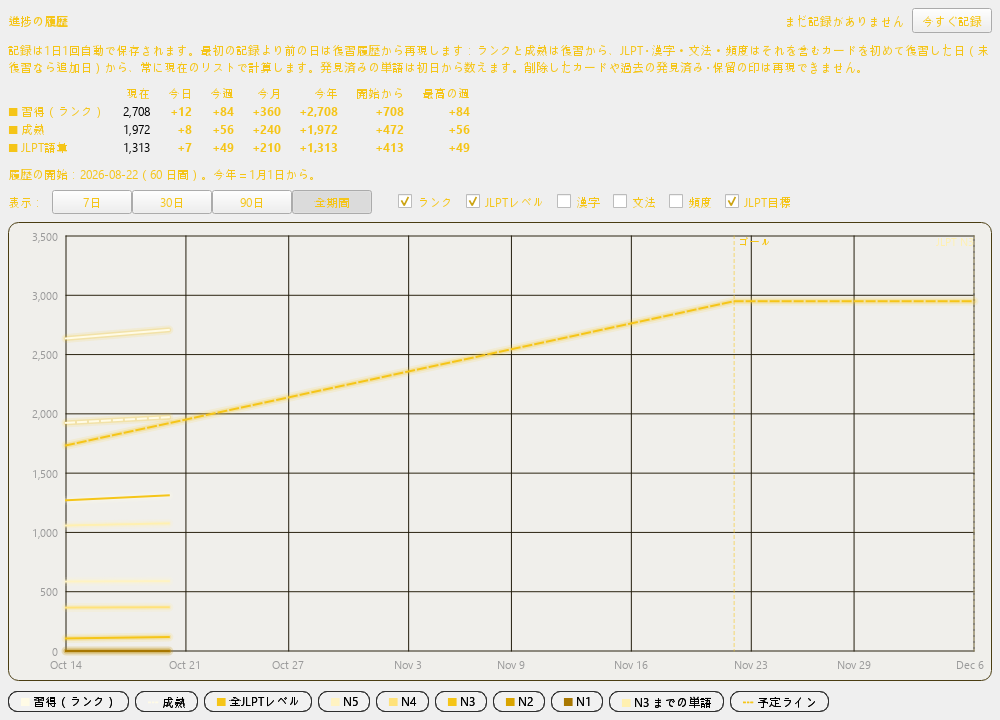 進捗の履歴
まだ記録がありません 今すぐ記録
記録は1日1回自動で保存されます。最初の記録より前の日は復習履歴から再現します：ランクと成熟は復習から、JLPT・漢字・文法・頻度はそれを含むカードを初めて復習した日（未
復習なら追加日）から、常に現在のリストで計算します。発見済みの単語は初日から数えます。削除したカードや過去の発見済み・保留の印は再現できません。
現在 今日 今週 今月 今年 開始から 最高の週
習得（ランク） 2,708 +12 +84 +360 +2,708 +708 +84
成熟 1,972 +8 +56 +240 +1,972 +472 +56
JLPT語彙 1,313 +7 +49 +210 +1,313 +413 +49
履歴の開始：2026-08-22（60 日間）。今年＝1月1日から。
表示： 7日 30日 90日 全期間 ランク JLPTレベル 漢字 文法 頻度 JLPT目標
3,500
ゴール
3,000
2,500
2,000
1,500
1,000
500
0
Oct 14 Oct 21 Oct 27 Nov 3 Nov 9 Nov 16 Nov 23 Nov 29 Dec 6
習得（ランク） 成熟 全JLPTレベル N5 N4 N3 N2 N1 N3 までの単語 予定ライン